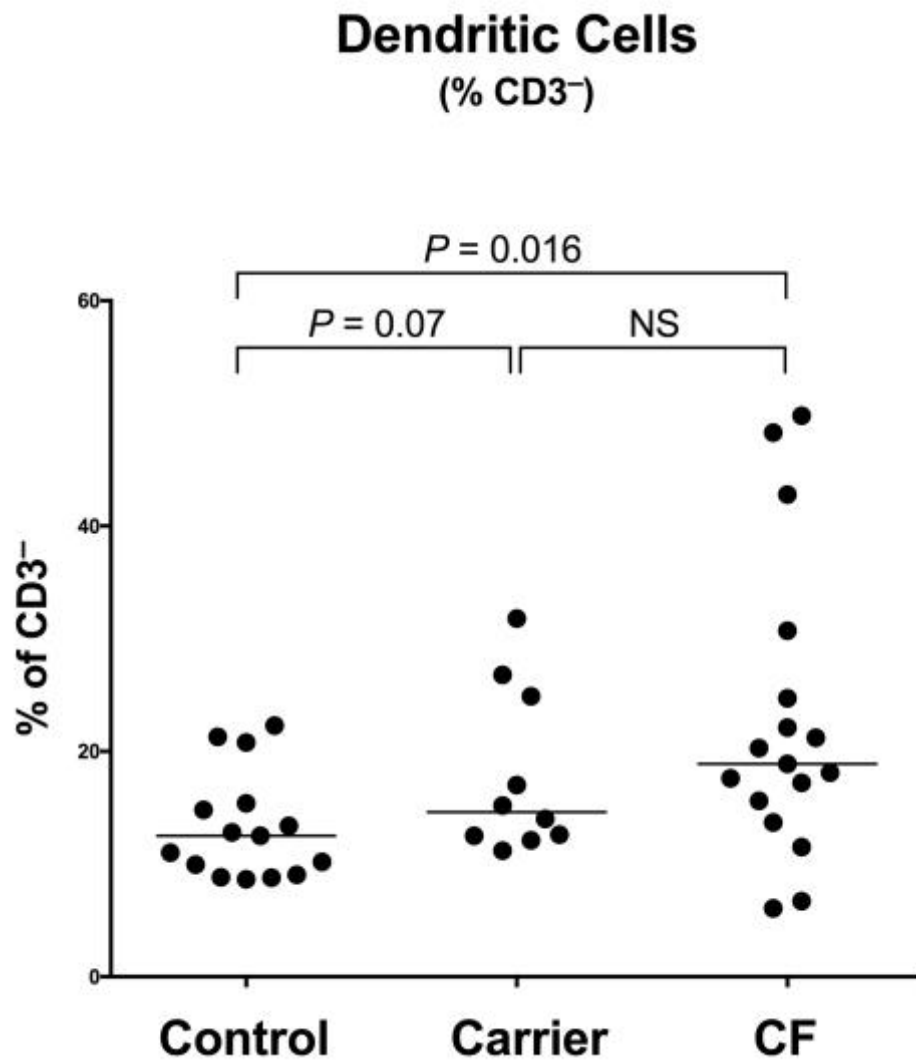 Dendritic Cells
(% CD3–)
P = 0.016
P = 0.07 NS
60
40
20
0
% of CD3–
Control Carrier CF